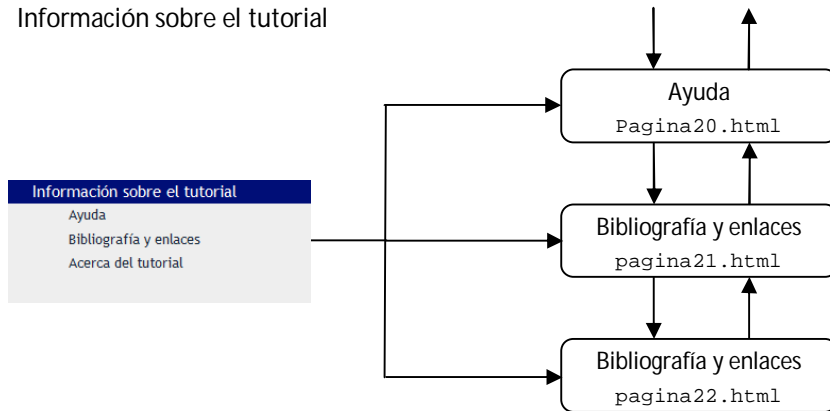 Información sobre el tutorial
Ayuda
Pagina20.html
Información sobre el tutorial
Ayuda
Bibliografía y enlaces
Acerca del tutorial
Bibliografía y enlaces
pagina21.html
Bibliografía y enlaces
pagina22.html